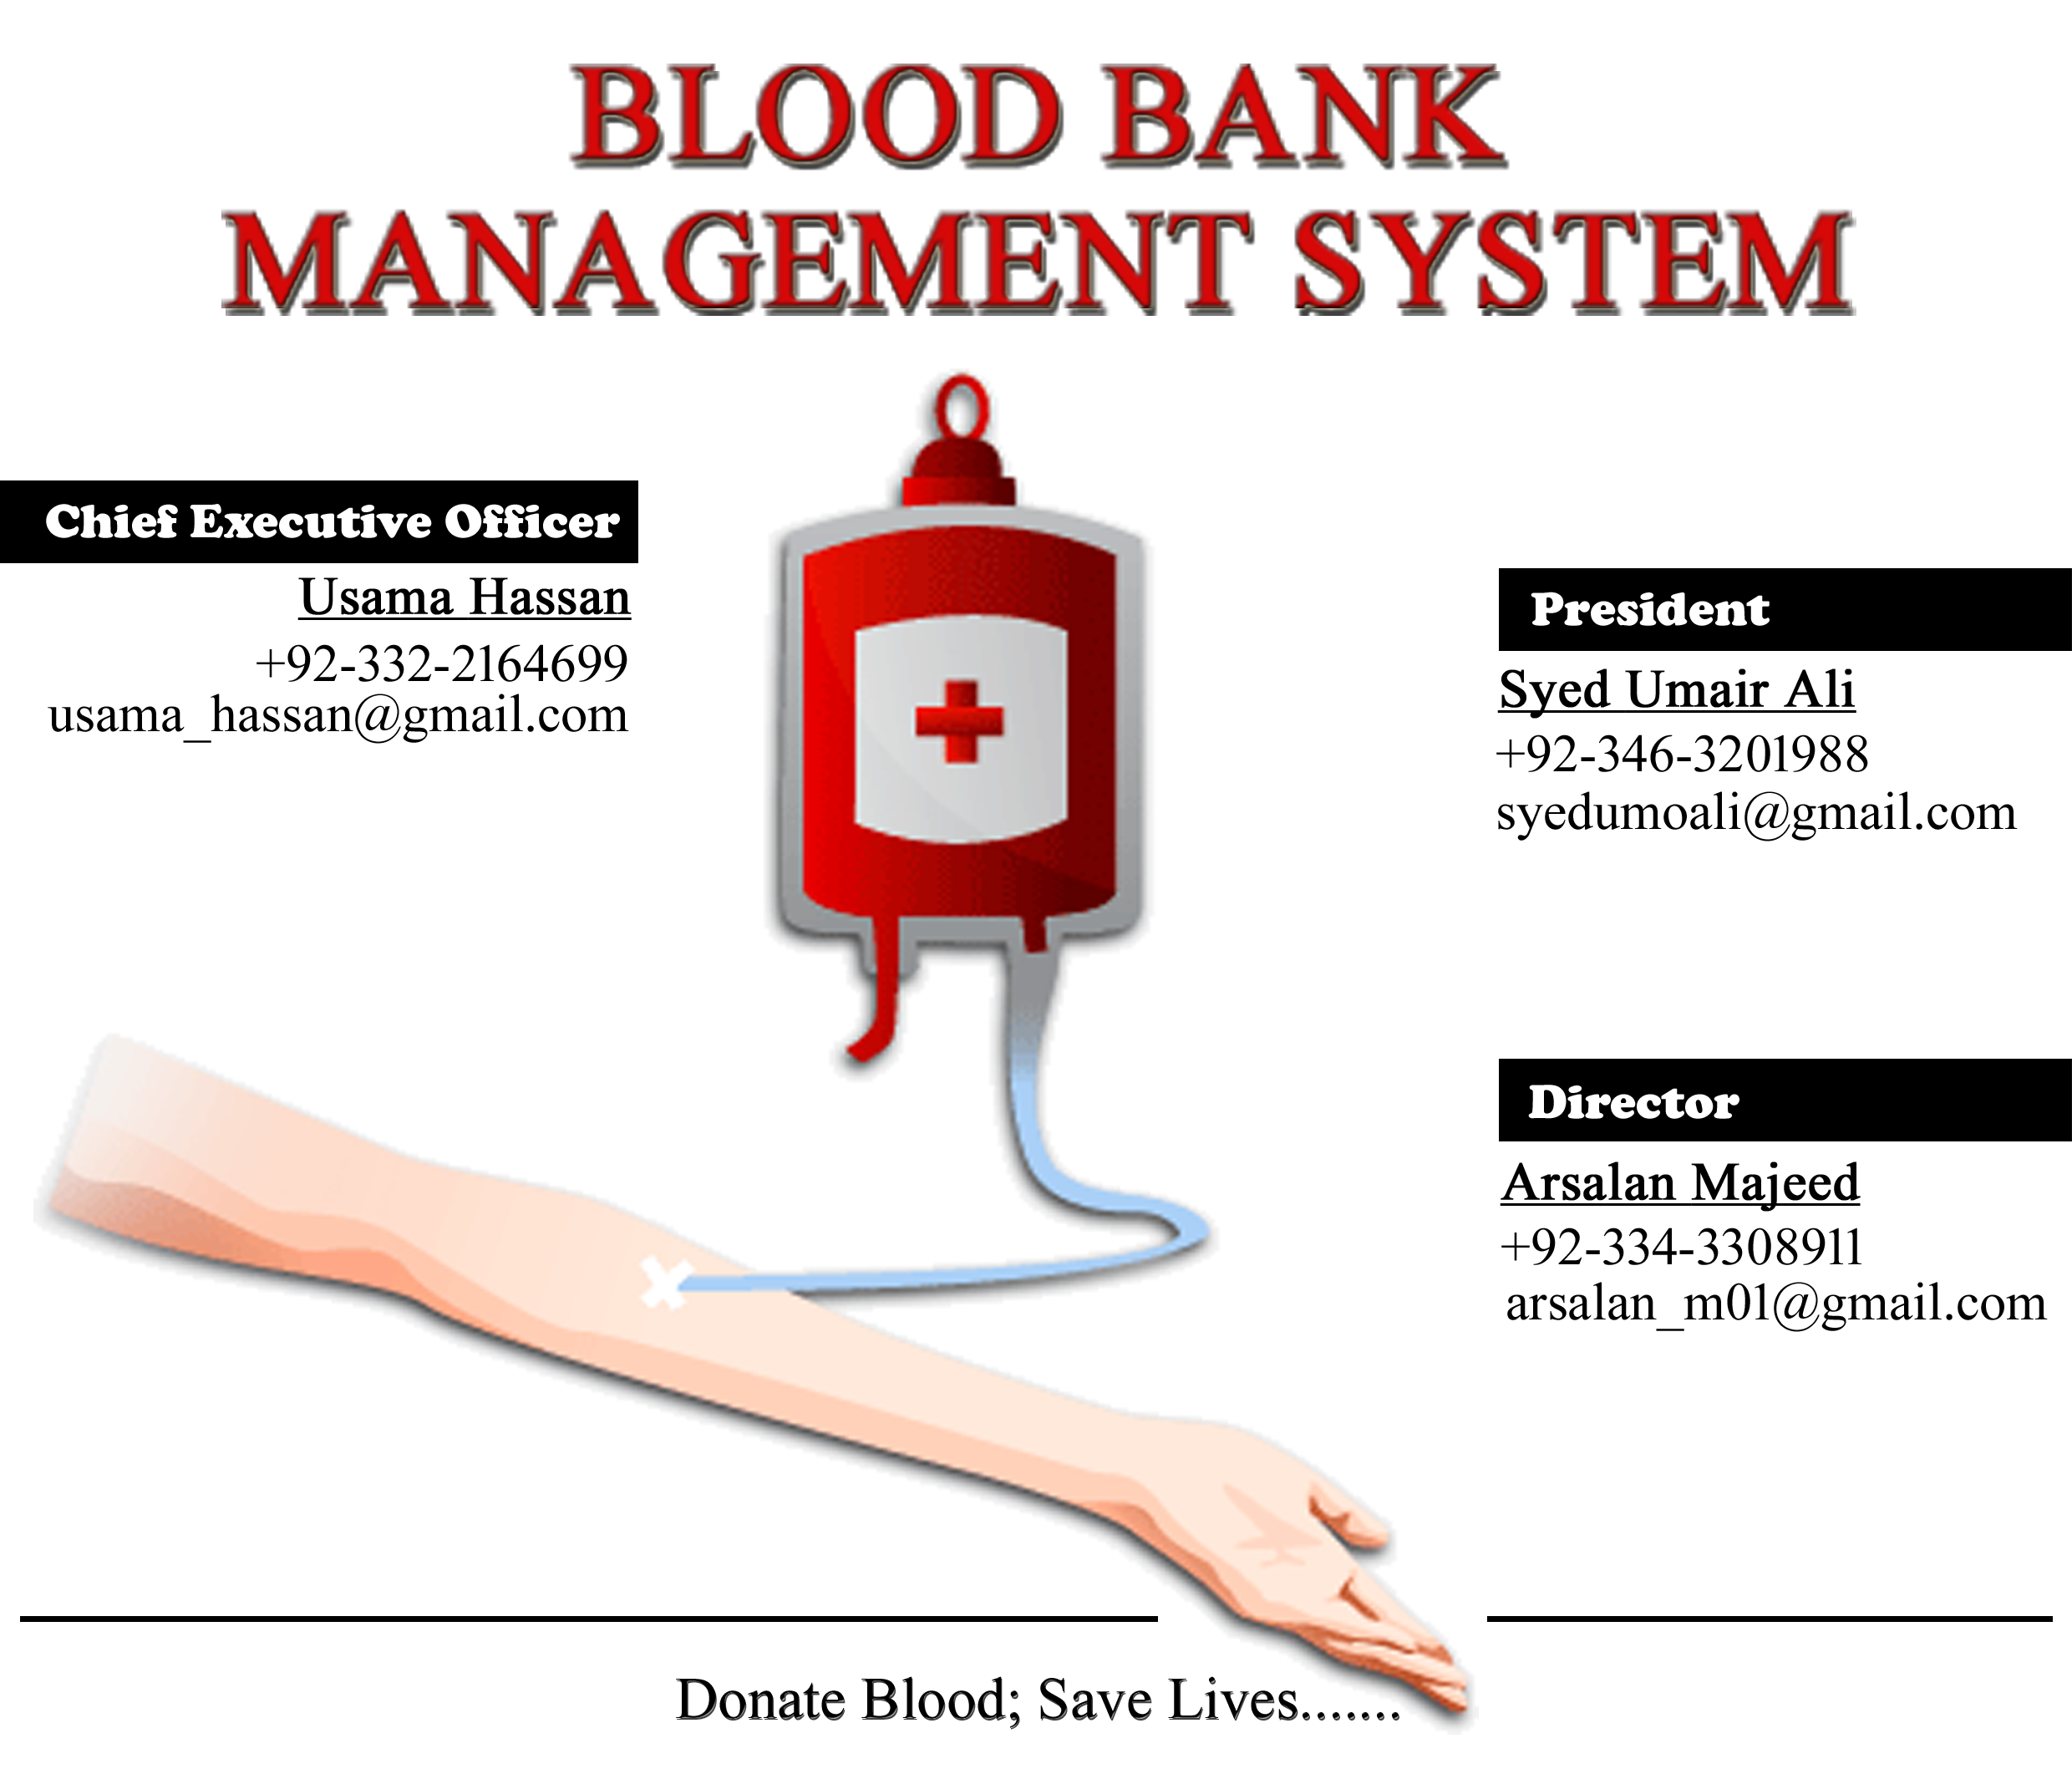 BLOOD BANK
MANAGEMENT SYSTEM
Chief Executive Officer
Usama Hassan
+92-332-2164699
usama_hassan@gmail.com
President
Syed Umair Ali
+92-346-3201988
syedumoali@gmail.com
Director
Arsalan Majeed
+92-334-3308911
arsalan_m01@gmail.com
Donate Blood; Save Lives.......